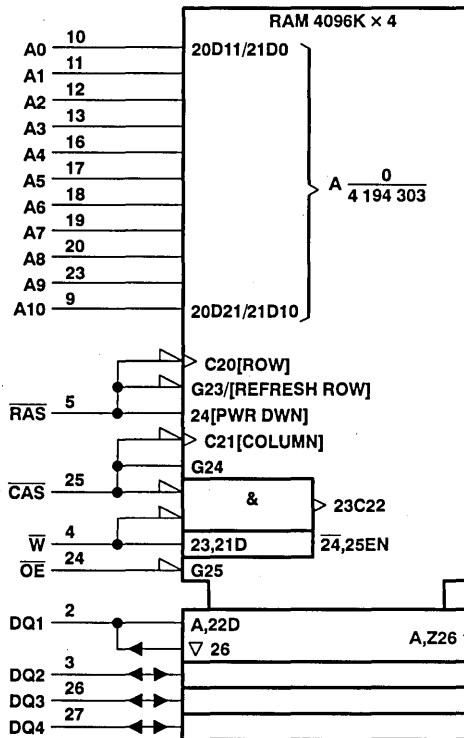 RAM 4096K × 4
A0 10 20D11/21D0
A1 11
A2 12
A3 13
A4 16
A5 17
A6 18
A7 19
A8 20
A9 23
A10 9 20D21/21D10
A 0
4 194 303
C20[ROW]
G23/[REFRESH ROW]
RAS 5 24[PWR DWN]
C21[COLUMN]
G24
CAS 25 & 23C22
W 4 23,21D 24,25EN
OE 24 G25
DQ1 2 A,22D
▽ 26 A,Z26
DQ2 3
DQ3 26
DQ4 27